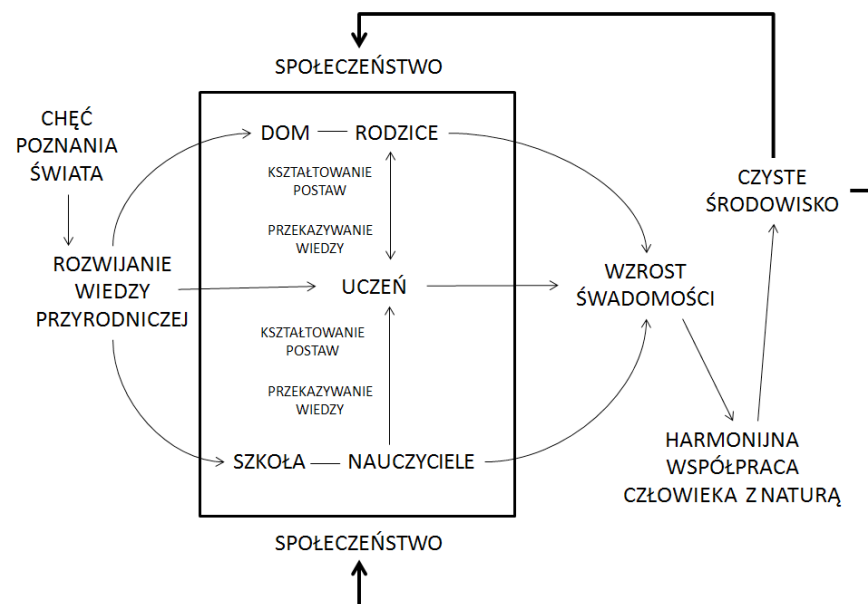 SPOŁECZEŃSTWO
CHĘĆ
POZNANIA
ŚWIATA
DOM
RODZICE
KSZTAŁTOWANIE
POSTAW
PRZEKAZYWANIE
WIEDZY
CZYSTE
ŚRODOWISKO
ROZWIJANIE
WIEDZY
PRZYRODNICZEJ
UCZEŃ
WZROST
ŚWADOMOŚCI
KSZTAŁTOWANIE
POSTAW
PRZEKAZYWANIE
WIEDZY
SZKOŁA
NAUCZYCIELE
HARMONIJNA
WSPÓŁPRACA
CZŁOWIEKA Z NATURĄ
SPOŁECZEŃSTWO